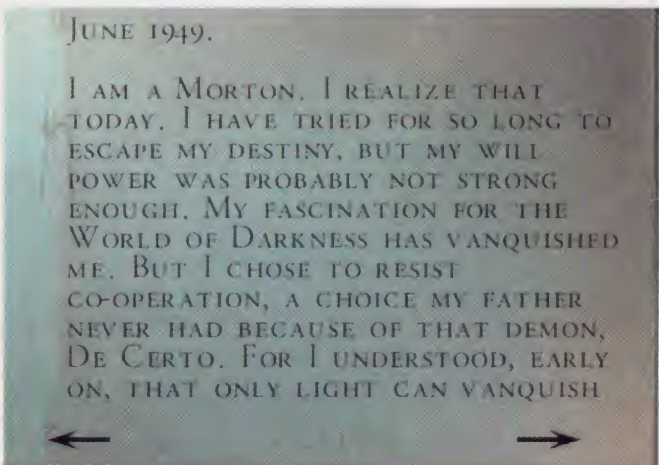 June 1949.
I am a Morton. I realize that
today. I have tried for so long to
escape my destiny, but my will
power was probably not strong
enough. My fascination for the
World of Darkness has vanquished
me. But I chose to resist
co-operation, a choice my father
never had because of that demon,
De Certo. For I understood, early
on, that only light can vanquish